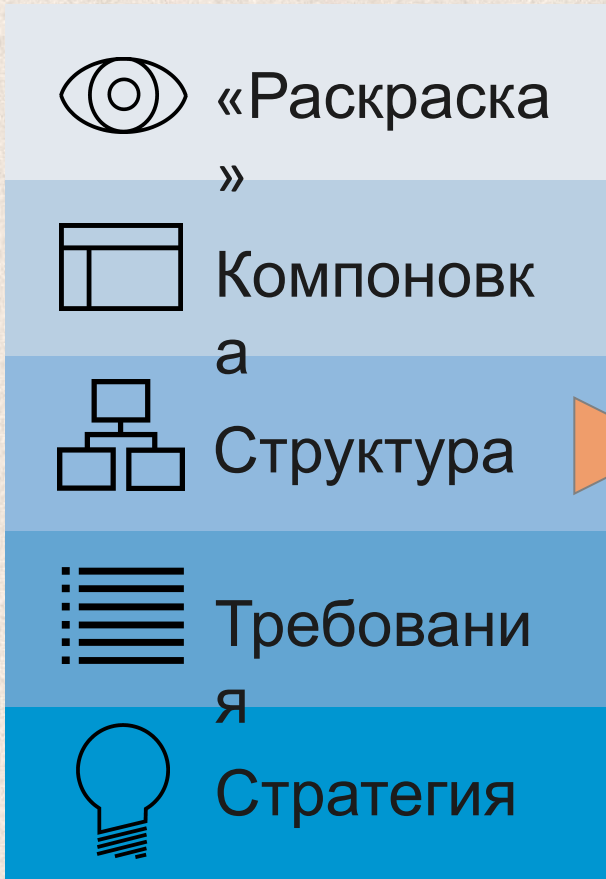 «Раскраска
»
Компоновк
а
Структура
Требовани
я
Стратегия